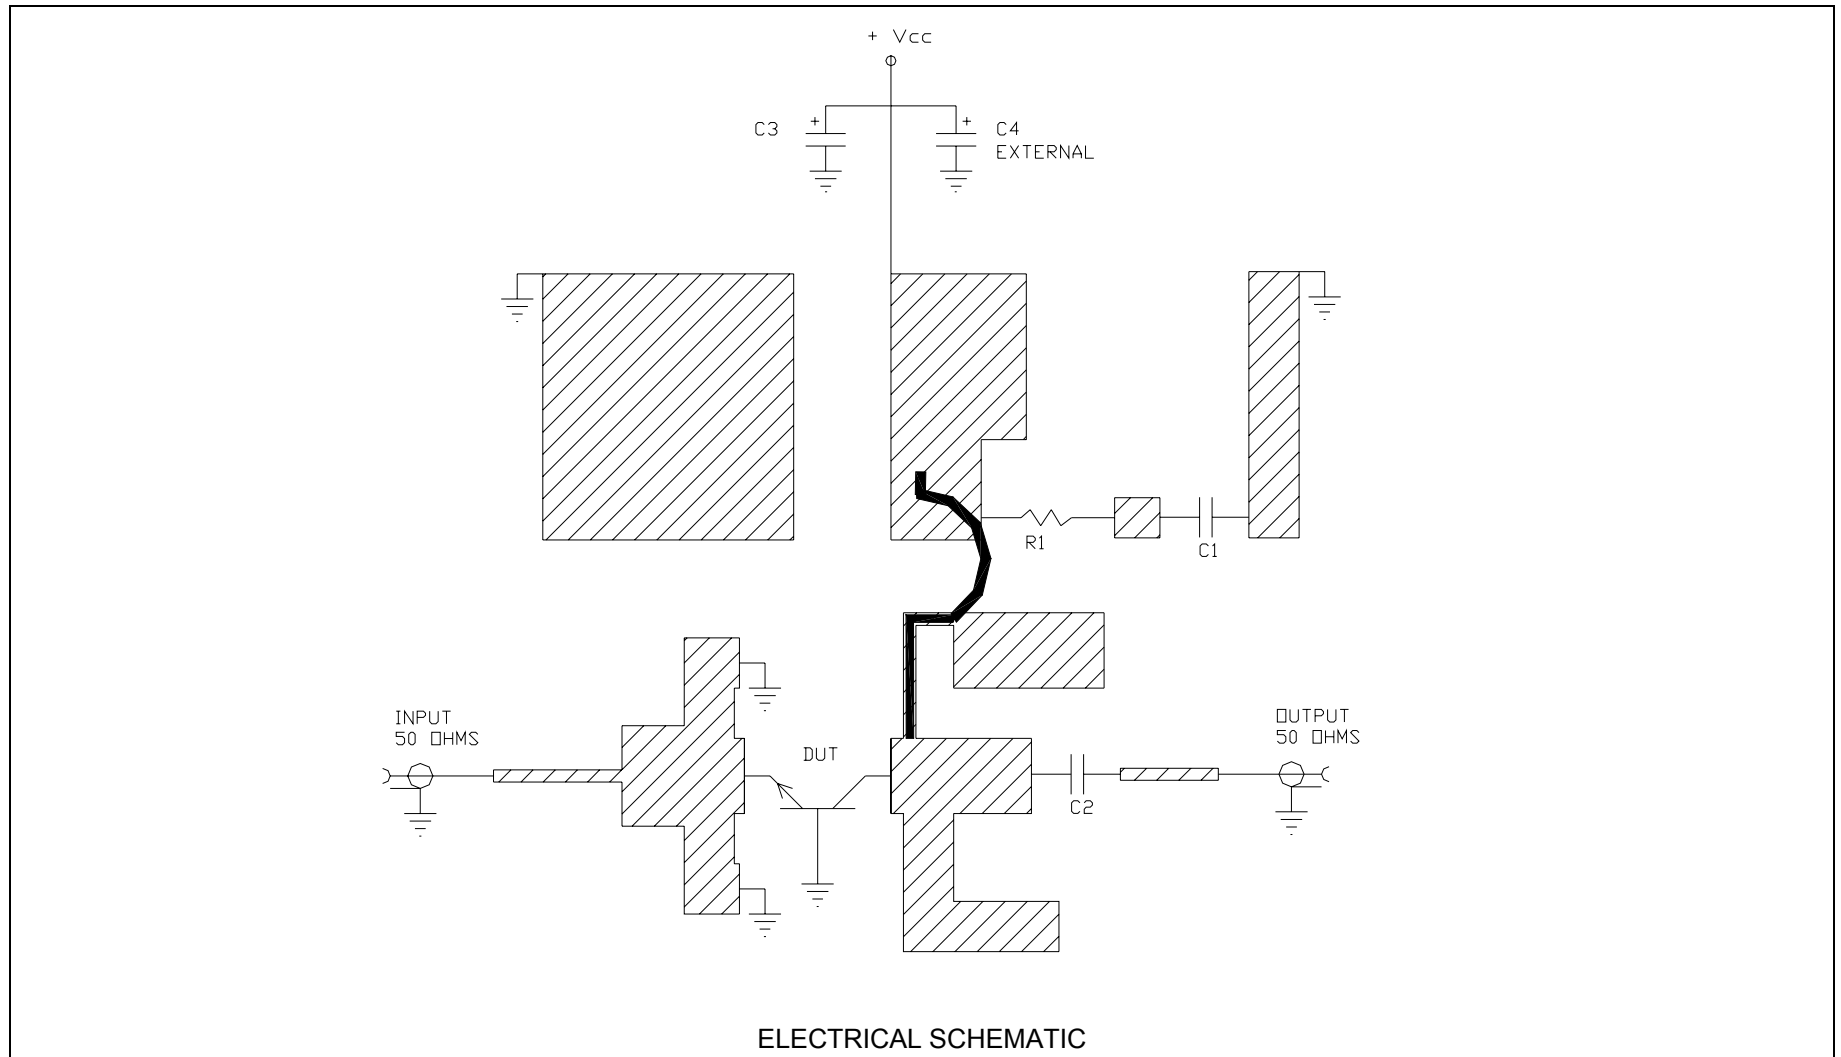 + Vcc
+
C3
+
C4
EXTERNAL
R1
C1
INPUT
50 OHMS
DUT
OUTPUT
50 OHMS
C2
ELECTRICAL SCHEMATIC